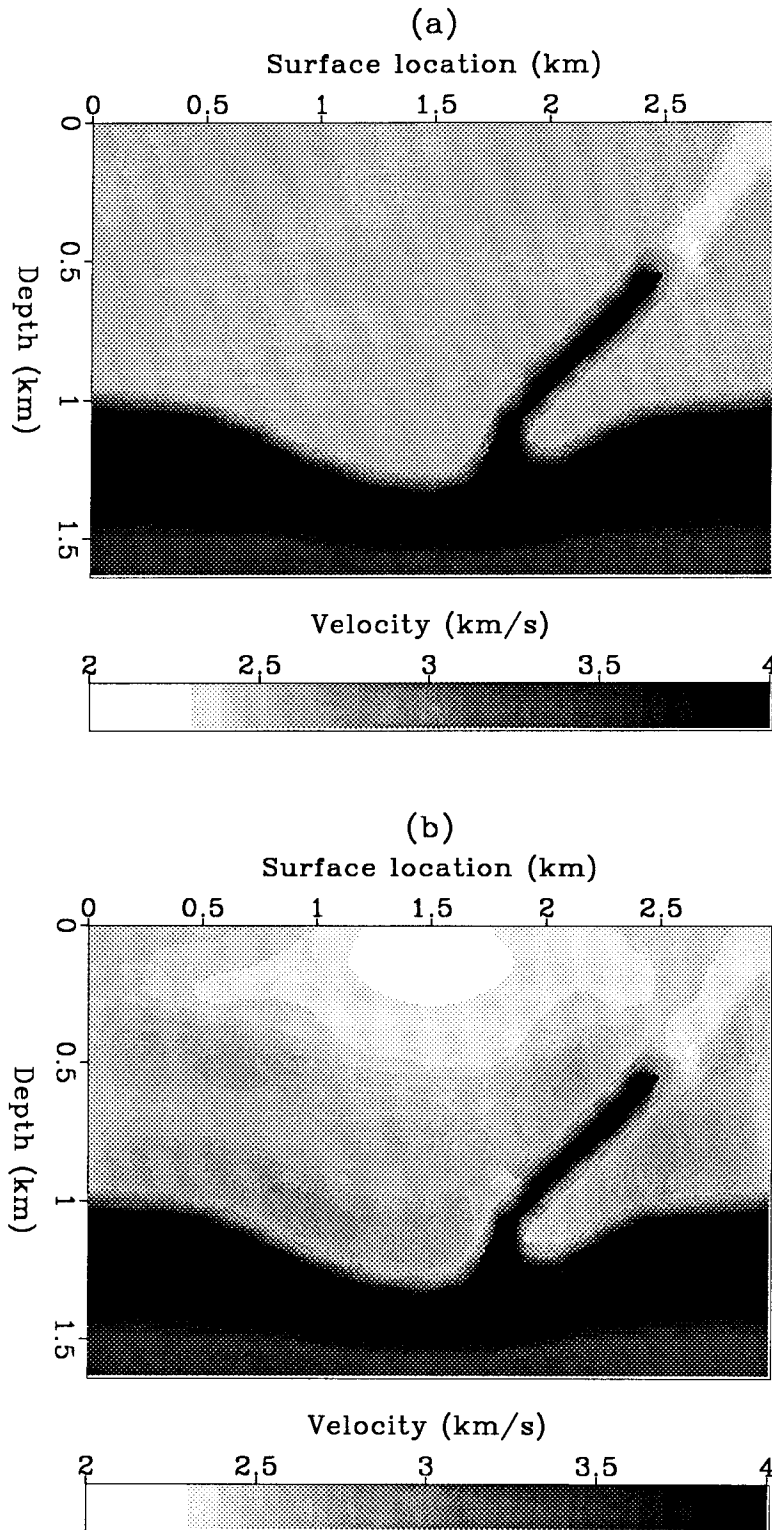 (a)
Surface location (km)
0 0.5 1 1.5 2 2.5
0 0.5 1 1.5
Depth (km)
Velocity (km/s)
2 2.5 3 3.5 4
(b)
Surface location (km)
0 0.5 1 1.5 2 2.5
0 0.5 1 1.5
Depth (km)
Velocity (km/s)
2 2.5 3 3.5 4